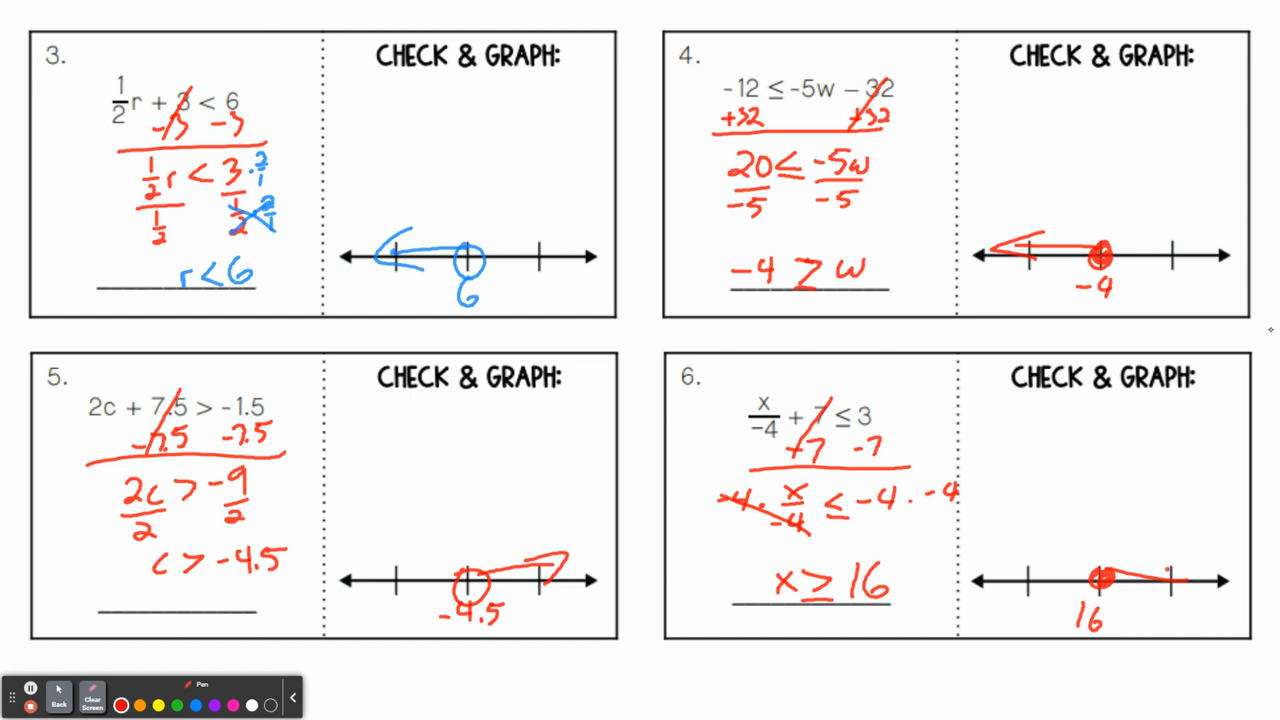 3.
CHECK & GRAPH:
1/2 r + 3 < 6
-3 -3
1/2 r < 3 · 2/1
1/2 1/2 · 2/1
r < 6
6
4.
CHECK & GRAPH:
-12 ≤ -5w – 32
+32 +32
20 ≤ -5w
-5 -5
-4 ≥ w
-4
5.
CHECK & GRAPH:
2c + 7.5 > -1.5
-7.5 -7.5
2c > -9
2 2
c > -4.5
-4.5
6.
CHECK & GRAPH:
x/-4 + 7 ≤ 3
-7 -7
-4 · x/-4 ≤ -4 · -4
x ≥ 16
16
Pen
Back
Clear
Screen